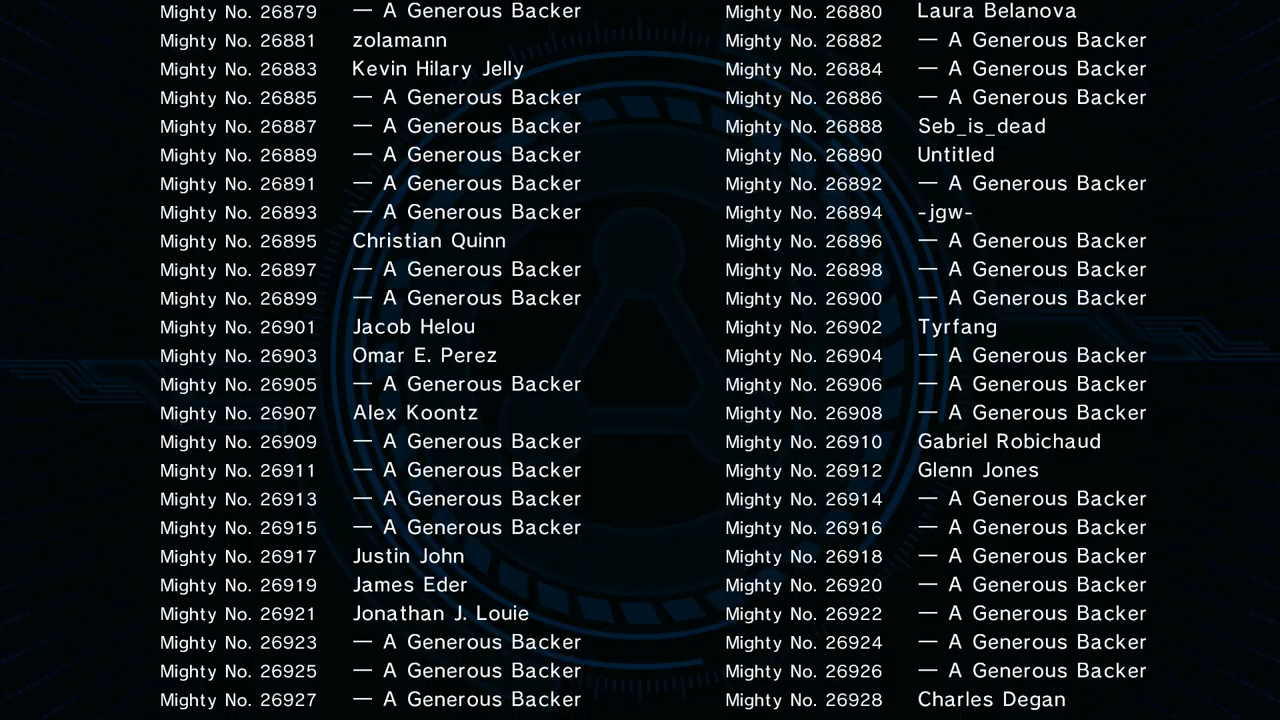 Mighty No. 26879 — A Generous Backer Mighty No. 26880 Laura Belanova
Mighty No. 26881 zolamann Mighty No. 26882 — A Generous Backer
Mighty No. 26883 Kevin Hilary Jelly Mighty No. 26884 — A Generous Backer
Mighty No. 26885 — A Generous Backer Mighty No. 26886 — A Generous Backer
Mighty No. 26887 — A Generous Backer Mighty No. 26888 Seb_is_dead
Mighty No. 26889 — A Generous Backer Mighty No. 26890 Untitled
Mighty No. 26891 — A Generous Backer Mighty No. 26892 — A Generous Backer
Mighty No. 26893 — A Generous Backer Mighty No. 26894 -jgw-
Mighty No. 26895 Christian Quinn Mighty No. 26896 — A Generous Backer
Mighty No. 26897 — A Generous Backer Mighty No. 26898 — A Generous Backer
Mighty No. 26899 — A Generous Backer Mighty No. 26900 — A Generous Backer
Mighty No. 26901 Jacob Helou Mighty No. 26902 Tyrfang
Mighty No. 26903 Omar E. Perez Mighty No. 26904 — A Generous Backer
Mighty No. 26905 — A Generous Backer Mighty No. 26906 — A Generous Backer
Mighty No. 26907 Alex Koontz Mighty No. 26908 — A Generous Backer
Mighty No. 26909 — A Generous Backer Mighty No. 26910 Gabriel Robichaud
Mighty No. 26911 — A Generous Backer Mighty No. 26912 Glenn Jones
Mighty No. 26913 — A Generous Backer Mighty No. 26914 — A Generous Backer
Mighty No. 26915 — A Generous Backer Mighty No. 26916 — A Generous Backer
Mighty No. 26917 Justin John Mighty No. 26918 — A Generous Backer
Mighty No. 26919 James Eder Mighty No. 26920 — A Generous Backer
Mighty No. 26921 Jonathan J. Louie Mighty No. 26922 — A Generous Backer
Mighty No. 26923 — A Generous Backer Mighty No. 26924 — A Generous Backer
Mighty No. 26925 — A Generous Backer Mighty No. 26926 — A Generous Backer
Mighty No. 26927 — A Generous Backer Mighty No. 26928 Charles Degan